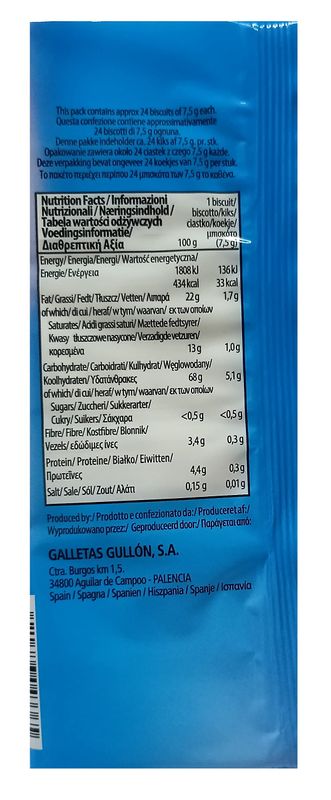 This pack contains approx 24 biscuits of 7,5 g each.
Questa confezione contiene approssimativamente
24 biscotti di 7,5 g ognuna.
Denne pakke indeholder ca. 24 kiks af 7,5 g. pr. stk.
Opakowanie zawiera około 24 ciastek z czego 7,5 g każde.
Deze verpakking bevat ongeveer 24 koekjes van 7,5 g per stuk.
Το πακέτο περιέχει περίπου 24 μπισκότα των 7,5 g το καθένα.
Nutrition Facts / Informazioni 1 biscuit/
Nutrizionali / Næringsindhold / biscotto/kiks/
Tabela wartości odżywczych ciastko/koekje/
Voedingsinformatie/ μπισκότο
Διαθρεπτική Αξία 100 g (7,5 g)
Energy/ Energia/Energi/ Wartość energetyczna/
Energie/ Ενέργεια 1808 kJ 136 kJ
434 kcal 33 kcal
Fat/ Grassi/ Fedt/ Tłuszcz/ Vetten/ Λιπαρά 22 g 1,7 g
of which/ di cui/ heraf/ w tym/ waarvan/ εκ των οποίων
Saturates/ Acidi grassi saturi/ Mættede fedtsyrer/
Kwasy tłuszczowe nasycone/ Verzadigde vetzuren/
κορεσμένα 13 g 1,0 g
Carbohydrate/ Carboidrati/ Kulhydrat/ Węglowodany/
Koolhydraten/ Υδατάνθρακες 68 g 5,1 g
of which/ di cui/ heraf/ w tym/ waarvan/ εκ των οποίων
Sugars/ Zuccheri/ Sukkerarter/
Cukry/ Suikers/ Σάκχαρα <0,5 g <0,5 g
Fibre/ Fibre/ Kostfibre/ Błonnik/
Vezels/ εδώδιμες ίνες 3,4 g 0,3 g
Protein/ Proteine/ Białko/ Eiwitten/
Πρωτεΐνες 4,4 g 0,3 g
Salt/ Sale/ Sól/ Zout/ Αλάτι 0,15 g 0,01 g
Produced by:/ Prodotto e confezionato da:/ Produceret af:/
Wyprodukowano przez:/ Geproduceerd door:/ Παράγεται από:
GALLETAS GULLÓN, S.A.
Ctra. Burgos km 1,5.
34800 Aguilar de Campoo - PALENCIA
Spain / Spagna / Spanien / Hiszpania / Spanje / Ισπανία